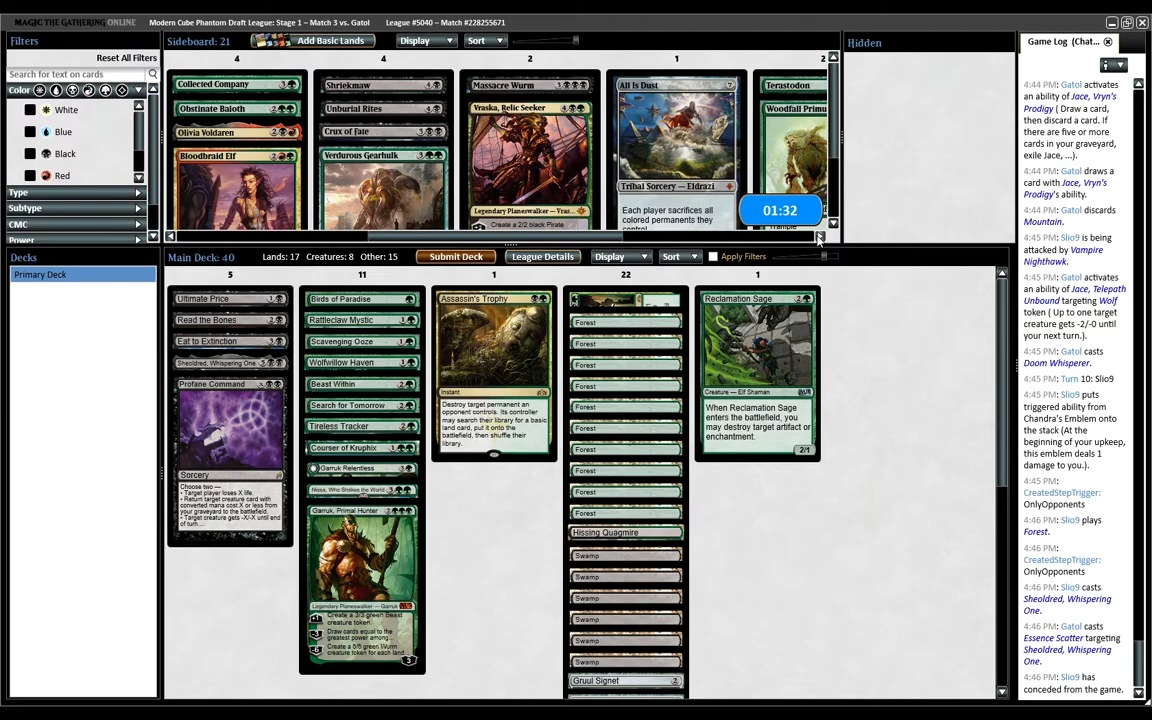 MAGIC THE GATHERING ONLINE
Modern Cube Phantom Draft League: Stage 1 – Match 3 vs. Gatol
League #5040 – Match #228255671
Filters
Reset All Filters
Search for text on cards
Color
White
Blue
Black
Red
Type
Subtype
CMC
Power
Decks
Primary Deck
Sideboard: 21
Add Basic Lands
Display
Sort
4
4
2
1
2
Collected Company
Obstinate Baloth
Olivia Voldaren
Bloodbraid Elf
Shriekmaw
Unburial Rites
Crux of Fate
Verdurous Gearhulk
Massacre Wurm
Vraska, Relic Seeker
Legendary Planeswalker — Vras...
Create a 2/2 black Pirate
All Is Dust
Tribal Sorcery — Eldrazi
Each player sacrifices all
colored permanents they
control.
Terastodon
Woodfall Primus
Trample
01:32
Hidden
Main Deck: 40
Lands: 17
Creatures: 8
Other: 15
Submit Deck
League Details
Display
Sort
Apply Filters
5
11
1
22
1
Ultimate Price
Read the Bones
Eat to Extinction
Sheoldred, Whispering One
Profane Command
Sorcery
Choose two —
• Target player loses X life.
• Return target creature card with
converted mana cost X or less from
your graveyard to the battlefield.
• Target creature gets -X/-X until end
of turn....
Birds of Paradise
Rattleclaw Mystic
Scavenging Ooze
Wolfwillow Haven
Beast Within
Search for Tomorrow
Tireless Tracker
Courser of Kruphix
Garruk Relentless
Nissa, Who Shakes the World
Garruk, Primal Hunter
Legendary Planeswalker — Garruk
+1 Create a 3/3 green Beast
creature token.
-3 Draw cards equal to the
greatest power among...
-6 Create a 6/6 green Wurm
creature token for each land...
3
Assassin's Trophy
Instant
Destroy target permanent an
opponent controls. Its controller
may search their library for a basic
land card, put it onto the
battlefield, then shuffle their
library.
Forest
Forest
Forest
Forest
Forest
Forest
Forest
Forest
Forest
Forest
Hissing Quagmire
Swamp
Swamp
Swamp
Swamp
Swamp
Swamp
Gruul Signet
Reclamation Sage
Creature — Elf Shaman
When Reclamation Sage
enters the battlefield, you
may destroy target artifact or
enchantment.
2/1
Game Log (Chat...
4:44 PM: Gatol
activates
an ability of Jace, Vryn's
Prodigy ( Draw a card,
then discard a card. If
there are five or more
cards in your graveyard,
exile Jace, ...).
4:44 PM: Gatol draws
a card with Jace, Vryn's
Prodigy's ability.
4:44 PM: Gatol
discards
Mountain.
4:45 PM: Slio9 is being
attacked by Vampire
Nighthawk.
4:45 PM: Gatol activates
an ability of Jace, Telepath
Unbound targeting Wolf
token ( Up to one target
creature gets -2/-0 until
your next turn.).
4:45 PM: Gatol casts
Doom Whisperer.
4:45 PM: Turn 10: Slio9
4:45 PM: Slio9 puts
triggered ability from
Chandra's Emblem onto
the stack (At the
beginning of your upkeep,
this emblem deals 1
damage to you.).
4:45 PM:
CreatedStepTrigger:
OnlyOpponents
4:46 PM: Slio9 plays
Forest.
4:46 PM:
CreatedStepTrigger:
OnlyOpponents
4:46 PM: Slio9 casts
Sheoldred, Whispering
One.
4:46 PM: Gatol casts
Essence Scatter targeting
Sheoldred, Whispering
One.
4:46 PM: Slio9 has
conceded from the game.